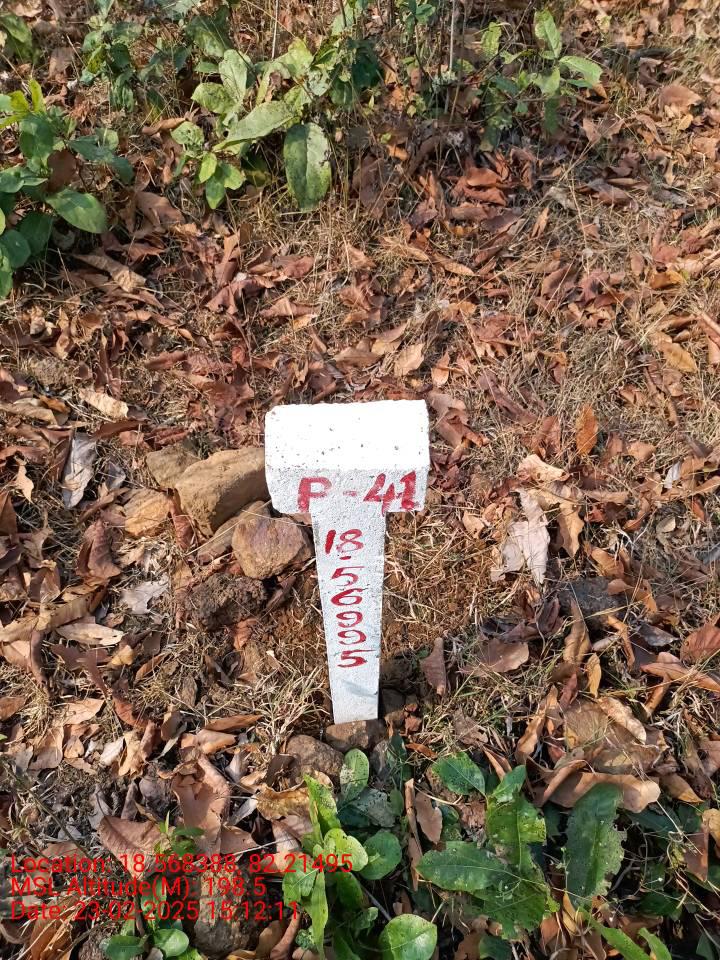 P-41
18.56995
Location: 18.568388, 82.21495
MSL Altitude(M): 198.5
Date: 23-02-2025 15:12:11